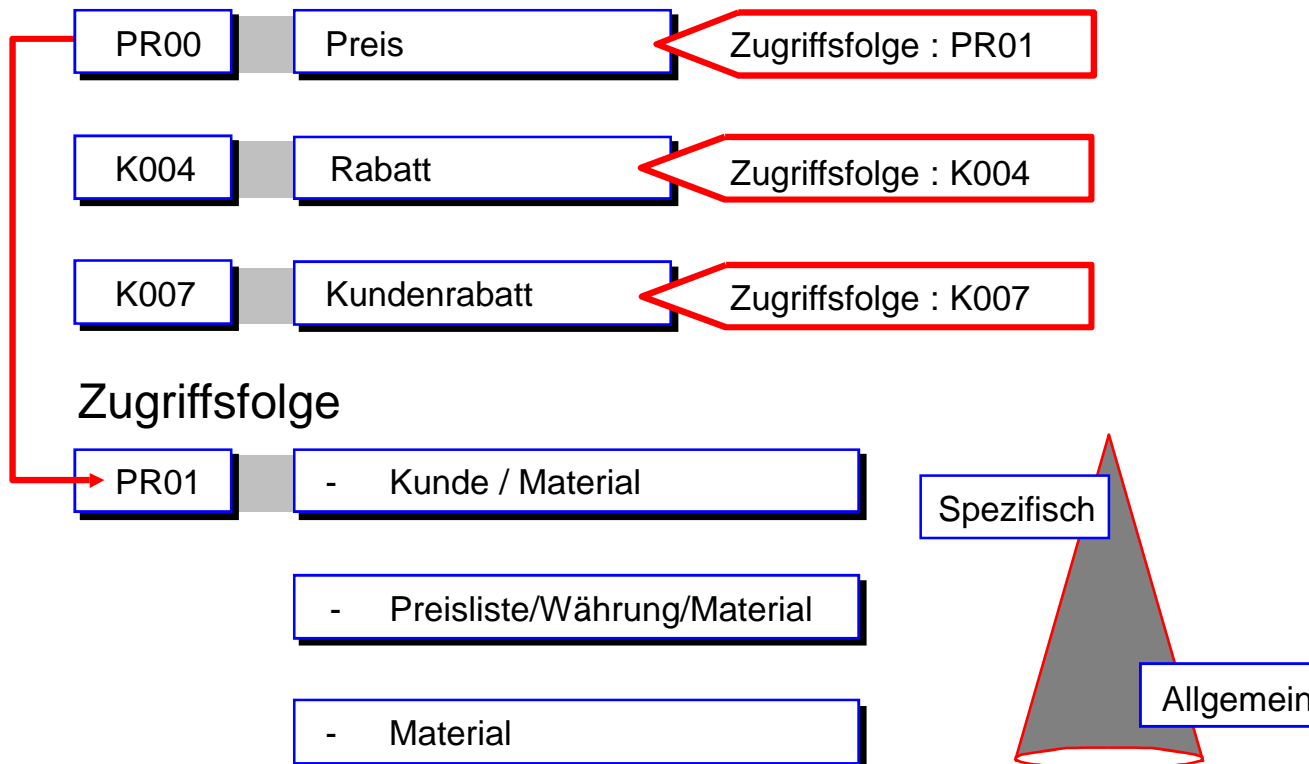 PR00 Preis Zugriffsfolge : PR01
K004 Rabatt Zugriffsfolge : K004
K007 Kundenrabatt Zugriffsfolge : K007
Zugriffsfolge
PR01 - Kunde / Material
Spezifisch
- Preisliste/Währung/Material
Allgemein
- Material